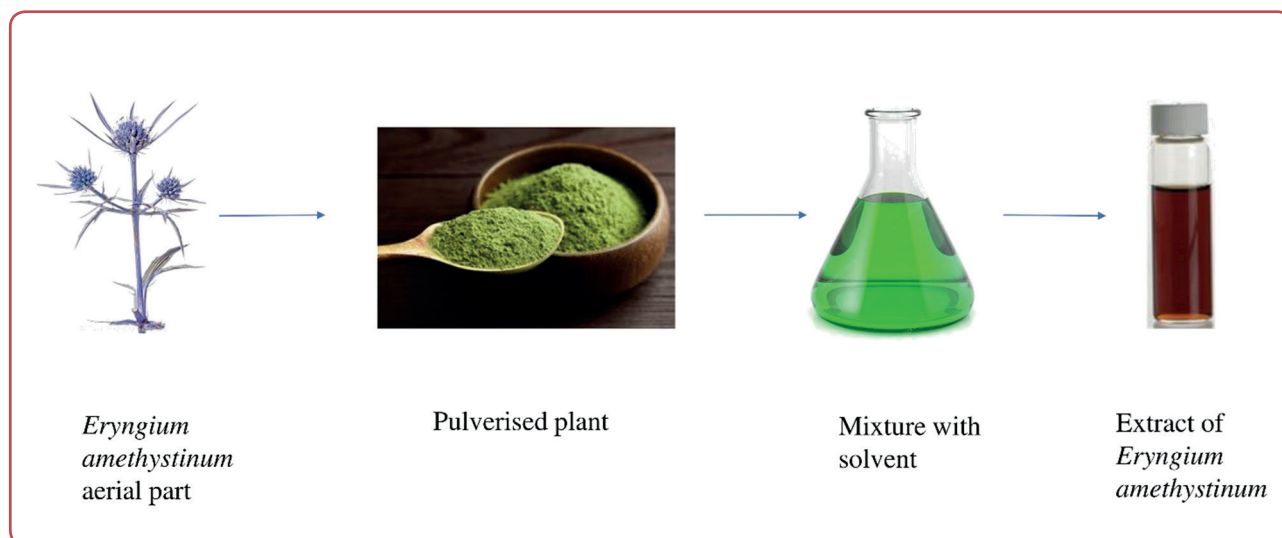 Eryngium
amethystinum
aerial part
Pulverised plant
Mixture with
solvent
Extract of
Eryngium
amethystinum